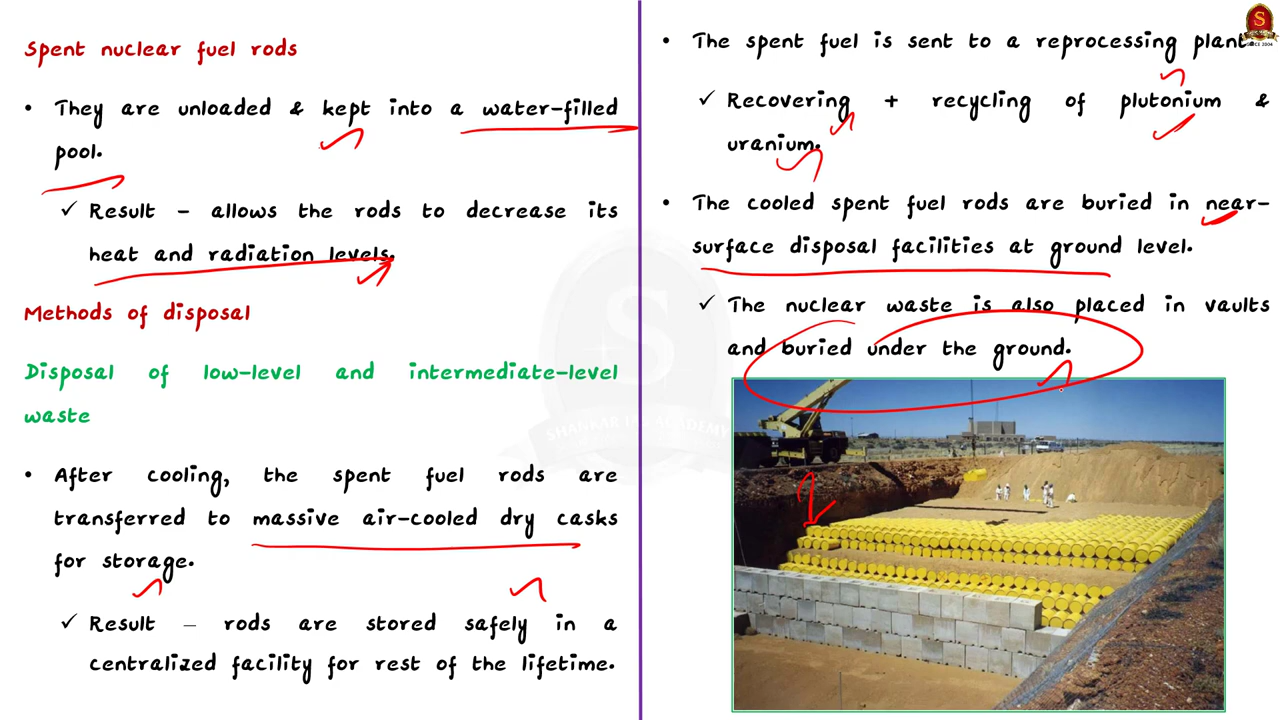 Spent nuclear fuel rods
• They are unloaded & kept into a water-filled
pool.
✓ Result - allows the rods to decrease its
heat and radiation levels.
Methods of disposal
Disposal of low-level and intermediate-level
waste
• After cooling, the spent fuel rods are
transferred to massive air-cooled dry casks
for storage.
✓ Result – rods are stored safely in a
centralized facility for rest of the lifetime.
• The spent fuel is sent to a reprocessing plant.
✓ Recovering + recycling of plutonium &
uranium.
• The cooled spent fuel rods are buried in near-
surface disposal facilities at ground level.
✓ The nuclear waste is also placed in vaults
and buried under the ground.
S
SINCE 2004
S
SHANKAR IAS ACADEMY